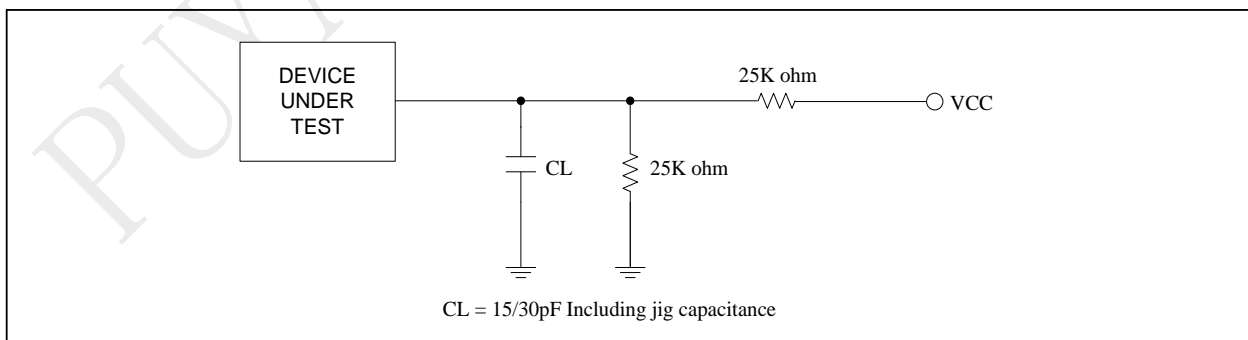 DEVICE
UNDER
TEST
25K ohm
VCC
CL
25K ohm
CL = 15/30pF Including jig capacitance